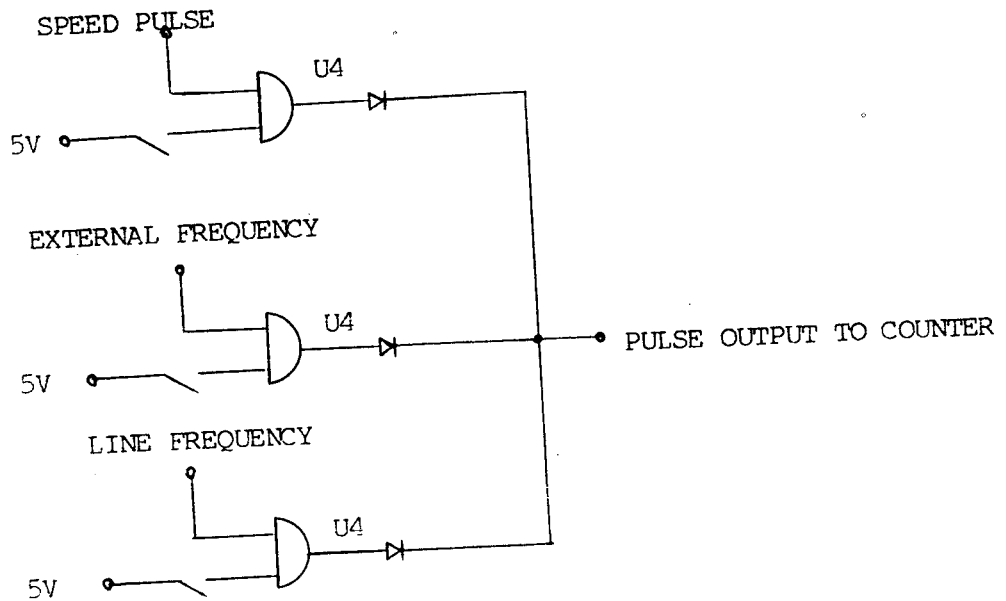 SPEED PULSE
U4
5V
EXTERNAL FREQUENCY
U4
PULSE OUTPUT TO COUNTER
5V
LINE FREQUENCY
U4
5V